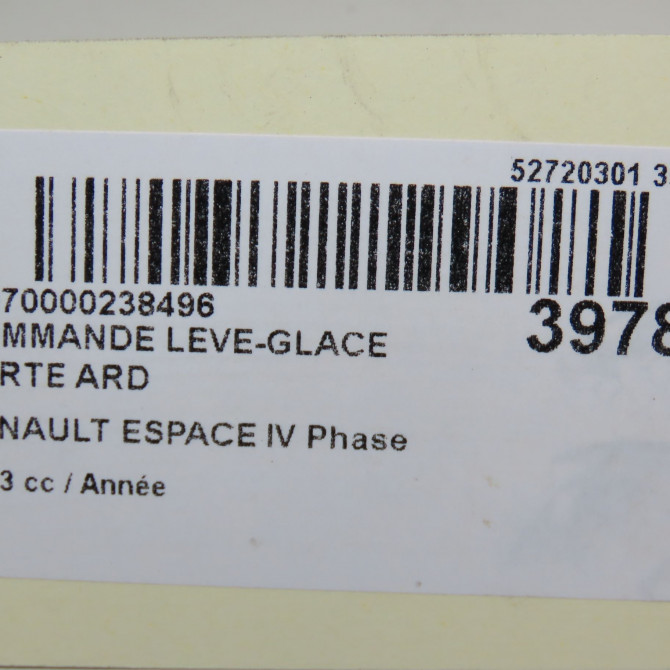 52720301 3
70000238496
3978
MMANDE LEVE-GLACE
RTE ARD
NAULT ESPACE IV Phase
3 cc / Année